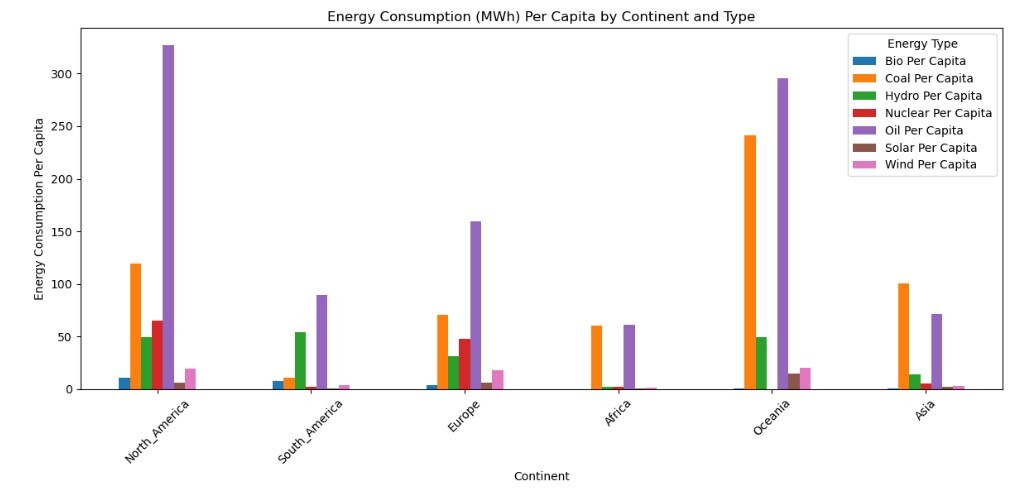 Energy Consumption (MWh) Per Capita by Continent and Type
Energy Type
Bio Per Capita
Coal Per Capita
Hydro Per Capita
Nuclear Per Capita
Oil Per Capita
Solar Per Capita
Wind Per Capita
Energy Consumption Per Capita
300
250
200
150
100
50
0
North_America
South_America
Europe
Africa
Oceania
Asia
Continent